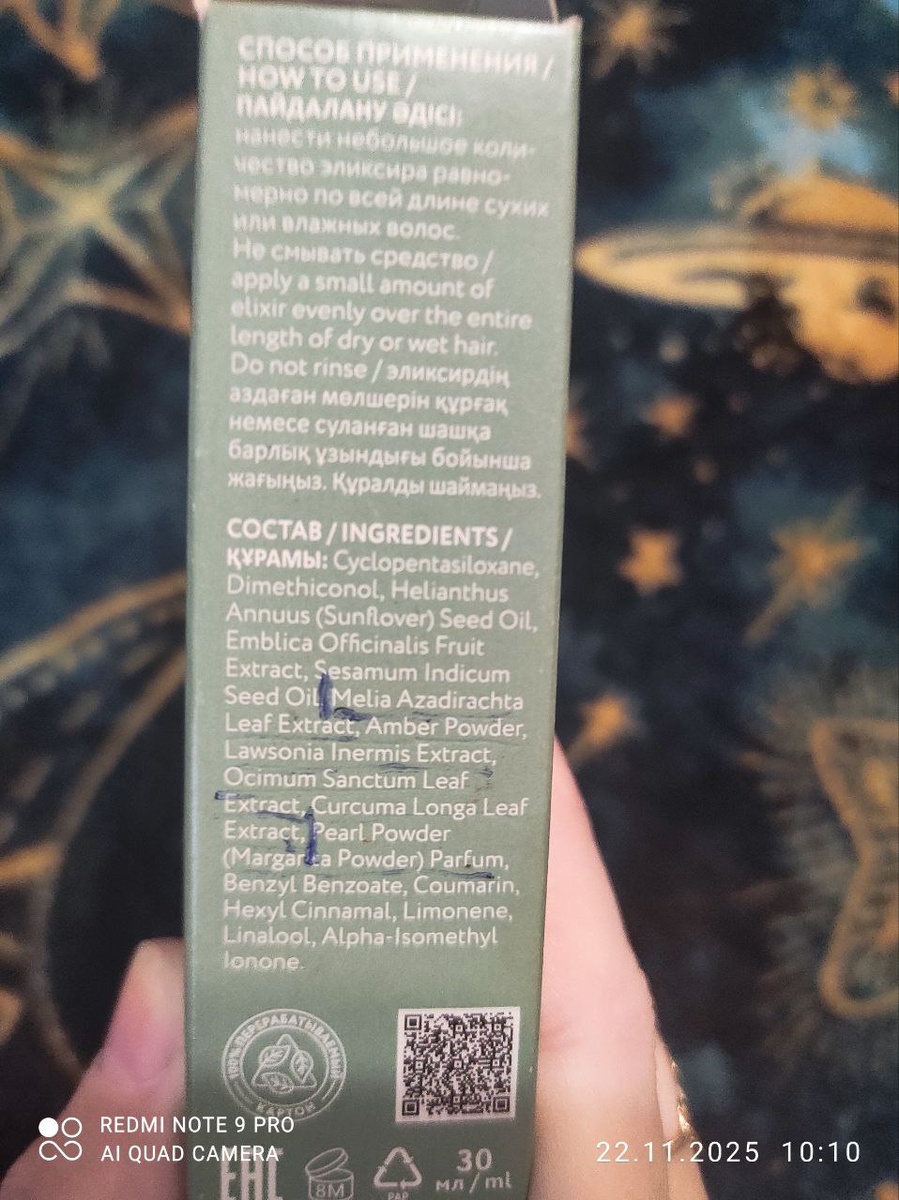 СПОСОБ ПРИМЕНЕНИЯ /
HOW TO USE /
ПАЙДАЛАНУ ӘДІСІ:
нанести небольшое коли-
чество эликсира равно-
мерно по всей длине сухих
или влажных волос.
Не смывать средство /
apply a small amount of
elixir evenly over the entire
length of dry or wet hair.
Do not rinse / эликсирдің
аздаған мөлшерін құрғақ
немесе суланған шашқа
барлық ұзындығы бойынша
жағыңыз. Құралды шаймаңыз.
СОСТАВ / INGREDIENTS /
ҚҰРАМЫ: Cyclopentasiloxane,
Dimethiconol, Helianthus
Annuus (Sunflower) Seed Oil,
Emblica Officinalis Fruit
Extract, Sesamum Indicum
Seed Oil, Melia Azadirachta
Leaf Extract, Amber Powder,
Lawsonia Inermis Extract,
Ocimum Sanctum Leaf
Extract, Curcuma Longa Leaf
Extract, Pearl Powder
(Margarita Powder) Parfum,
Benzyl Benzoate, Coumarin,
Hexyl Cinnamal, Limonene,
Linalool, Alpha-Isomethyl
Ionone.
100% ПЕРЕРАБАТЫВАЕМЫЙ
КАРТОН
EAC
8M
PAP
30
мл / ml
REDMI NOTE 9 PRO
AI QUAD CAMERA
22.11.2025 10:10